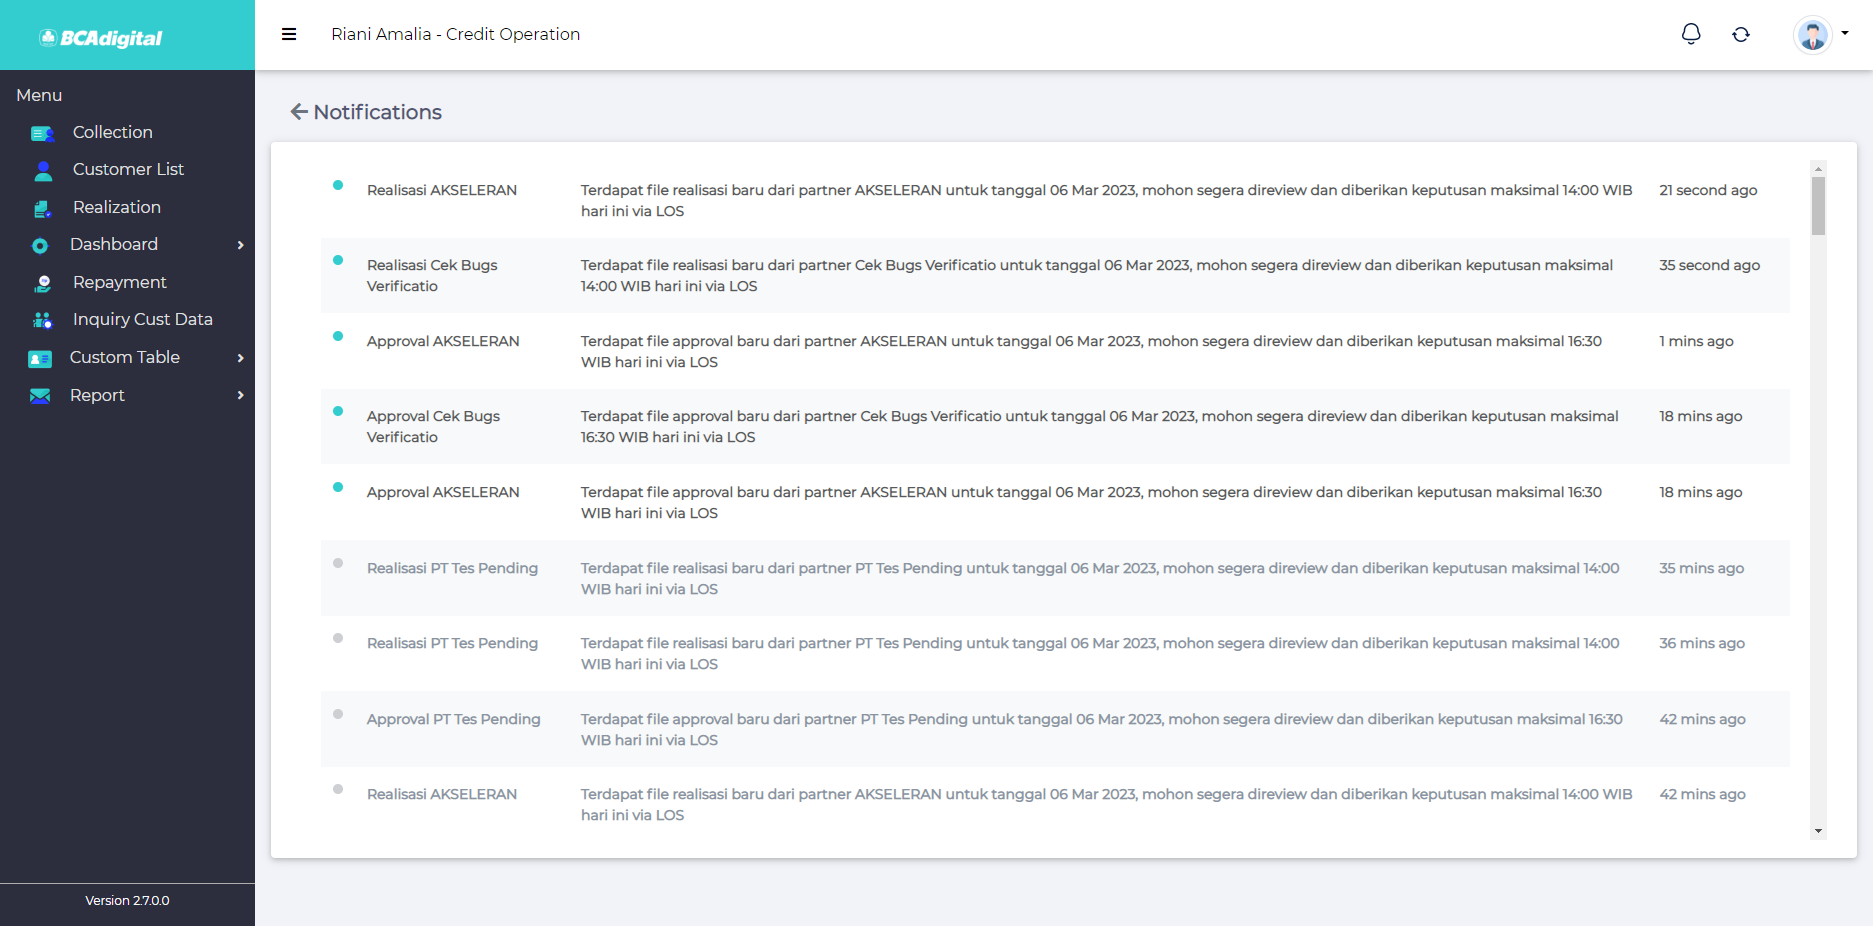 BCAdigital
Riani Amalia - Credit Operation
Menu
Collection
Customer List
Realization
Dashboard
Repayment
Inquiry Cust Data
Custom Table
Report
Version 2.7.0.0
Notifications
Realisasi AKSELERAN
Terdapat file realisasi baru dari partner AKSELERAN untuk tanggal 06 Mar 2023, mohon segera direview dan diberikan keputusan maksimal 14:00 WIB
hari ini via LOS
21 second ago
Realisasi Cek Bugs
Verificatio
Terdapat file realisasi baru dari partner Cek Bugs Verificatio untuk tanggal 06 Mar 2023, mohon segera direview dan diberikan keputusan maksimal
14:00 WIB hari ini via LOS
35 second ago
Approval AKSELERAN
Terdapat file approval baru dari partner AKSELERAN untuk tanggal 06 Mar 2023, mohon segera direview dan diberikan keputusan maksimal 16:30
WIB hari ini via LOS
1 mins ago
Approval Cek Bugs
Verificatio
Terdapat file approval baru dari partner Cek Bugs Verificatio untuk tanggal 06 Mar 2023, mohon segera direview dan diberikan keputusan maksimal
16:30 WIB hari ini via LOS
18 mins ago
Approval AKSELERAN
Terdapat file approval baru dari partner AKSELERAN untuk tanggal 06 Mar 2023, mohon segera direview dan diberikan keputusan maksimal 16:30
WIB hari ini via LOS
18 mins ago
Realisasi PT Tes Pending
Terdapat file realisasi baru dari partner PT Tes Pending untuk tanggal 06 Mar 2023, mohon segera direview dan diberikan keputusan maksimal 14:00
WIB hari ini via LOS
35 mins ago
Realisasi PT Tes Pending
Terdapat file realisasi baru dari partner PT Tes Pending untuk tanggal 06 Mar 2023, mohon segera direview dan diberikan keputusan maksimal 14:00
WIB hari ini via LOS
36 mins ago
Approval PT Tes Pending
Terdapat file approval baru dari partner PT Tes Pending untuk tanggal 06 Mar 2023, mohon segera direview dan diberikan keputusan maksimal 16:30
WIB hari ini via LOS
42 mins ago
Realisasi AKSELERAN
Terdapat file realisasi baru dari partner AKSELERAN untuk tanggal 06 Mar 2023, mohon segera direview dan diberikan keputusan maksimal 14:00 WIB
hari ini via LOS
42 mins ago